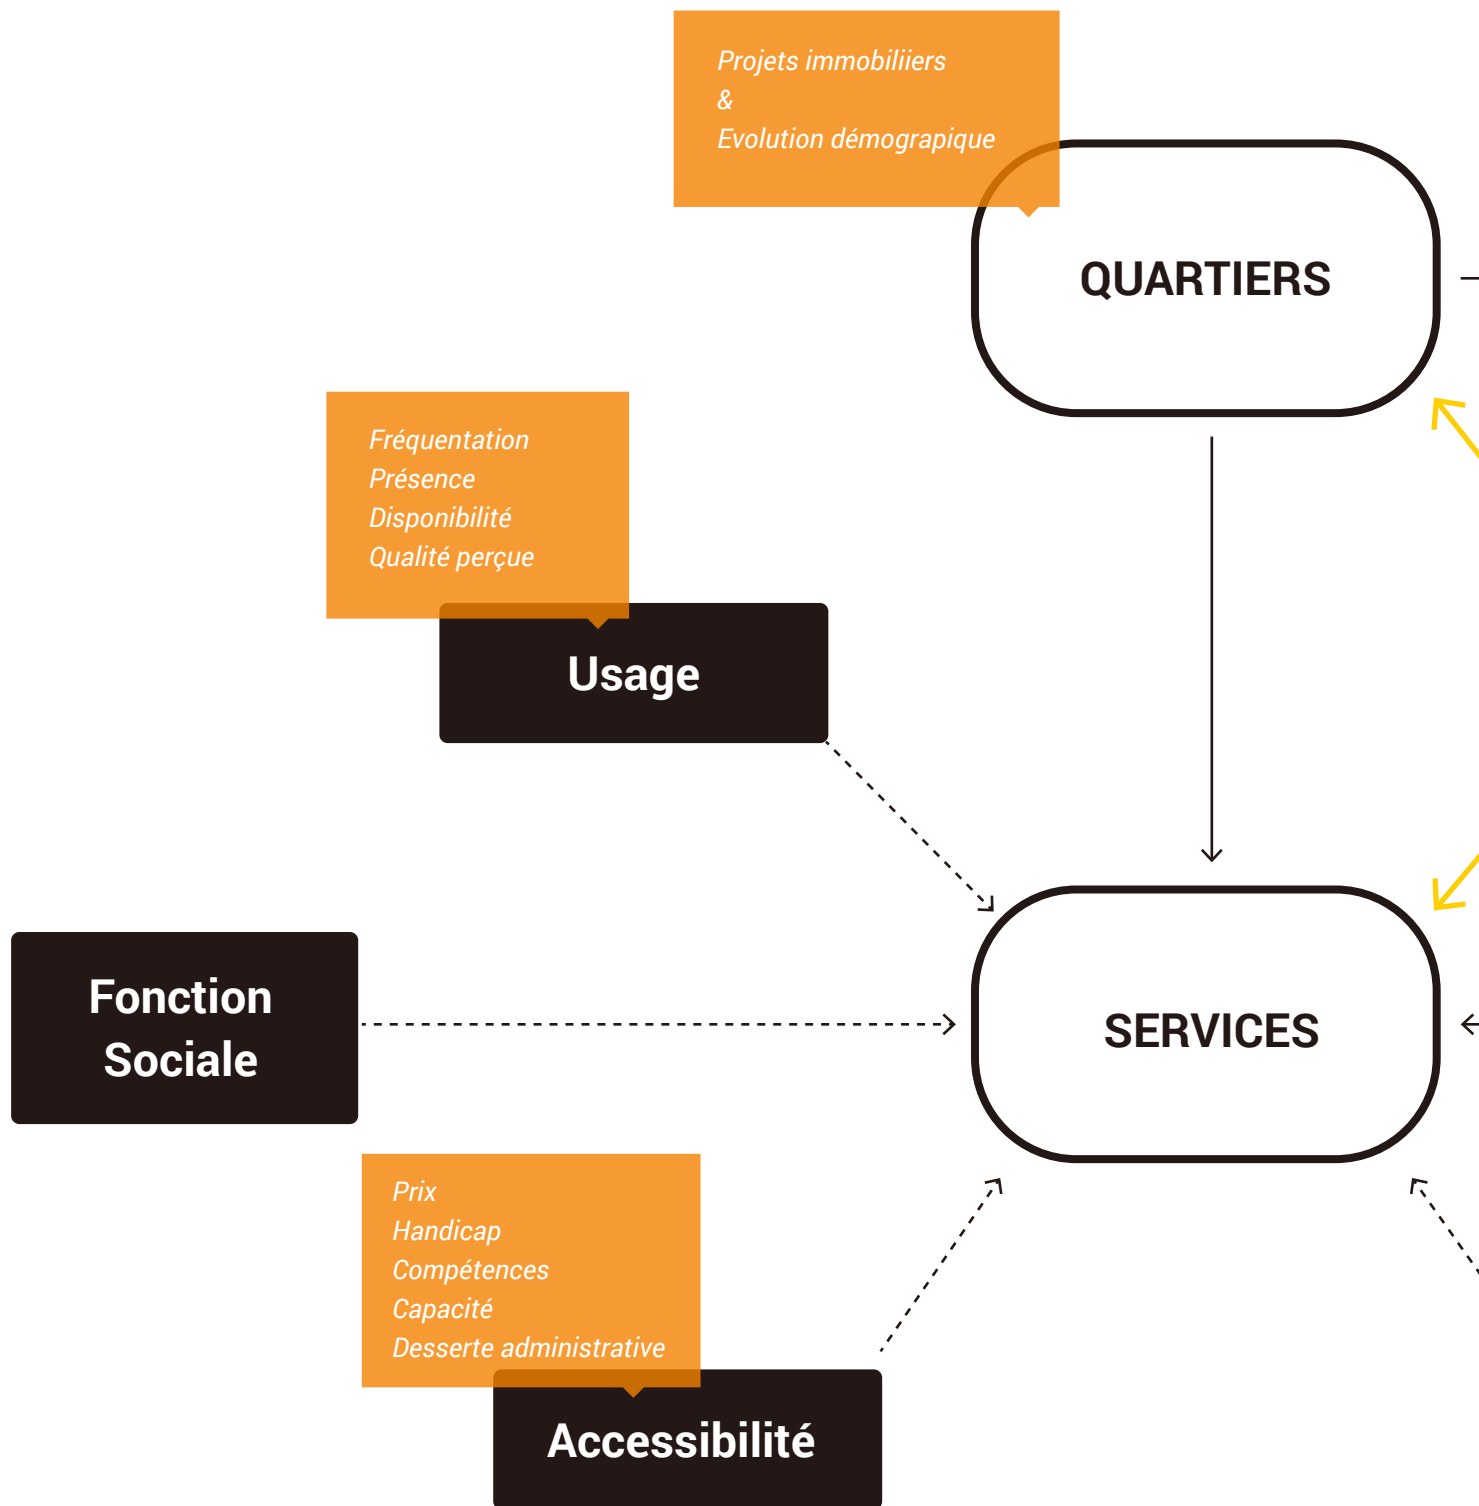 Projets immobiliiers
&
Evolution démograpique
QUARTIERS
Fréquentation
Présence
Disponibilité
Qualité perçue
Usage
Fonction
Sociale
SERVICES
Prix
Handicap
Compétences
Capacité
Desserte administrative
Accessibilité